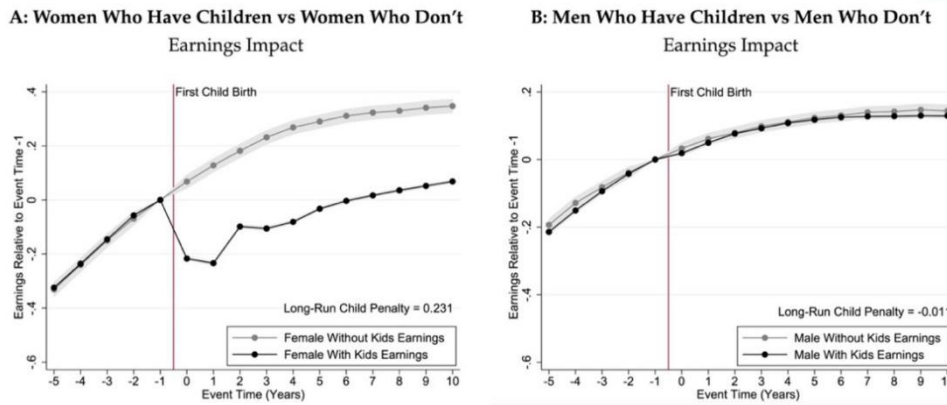 A: Women Who Have Children vs Women Who Don't
Earnings Impact
First Child Birth
Earnings Relative to Event Time -1
.4
.2
0
-.2
-.4
-.6
Long-Run Child Penalty = 0.231
Female Without Kids Earnings
Female With Kids Earnings
-5 -4 -3 -2 -1 0 1 2 3 4 5 6 7 8 9 10
Event Time (Years)
B: Men Who Have Children vs Men Who Don't
Earnings Impact
First Child Birth
Earnings Relative to Event Time -1
.2
0
-.2
-.4
-.6
Long-Run Child Penalty = -0.01
Male Without Kids Earnings
Male With Kids Earnings
-5 -4 -3 -2 -1 0 1 2 3 4 5 6 7 8 9 1
Event Time (Years)